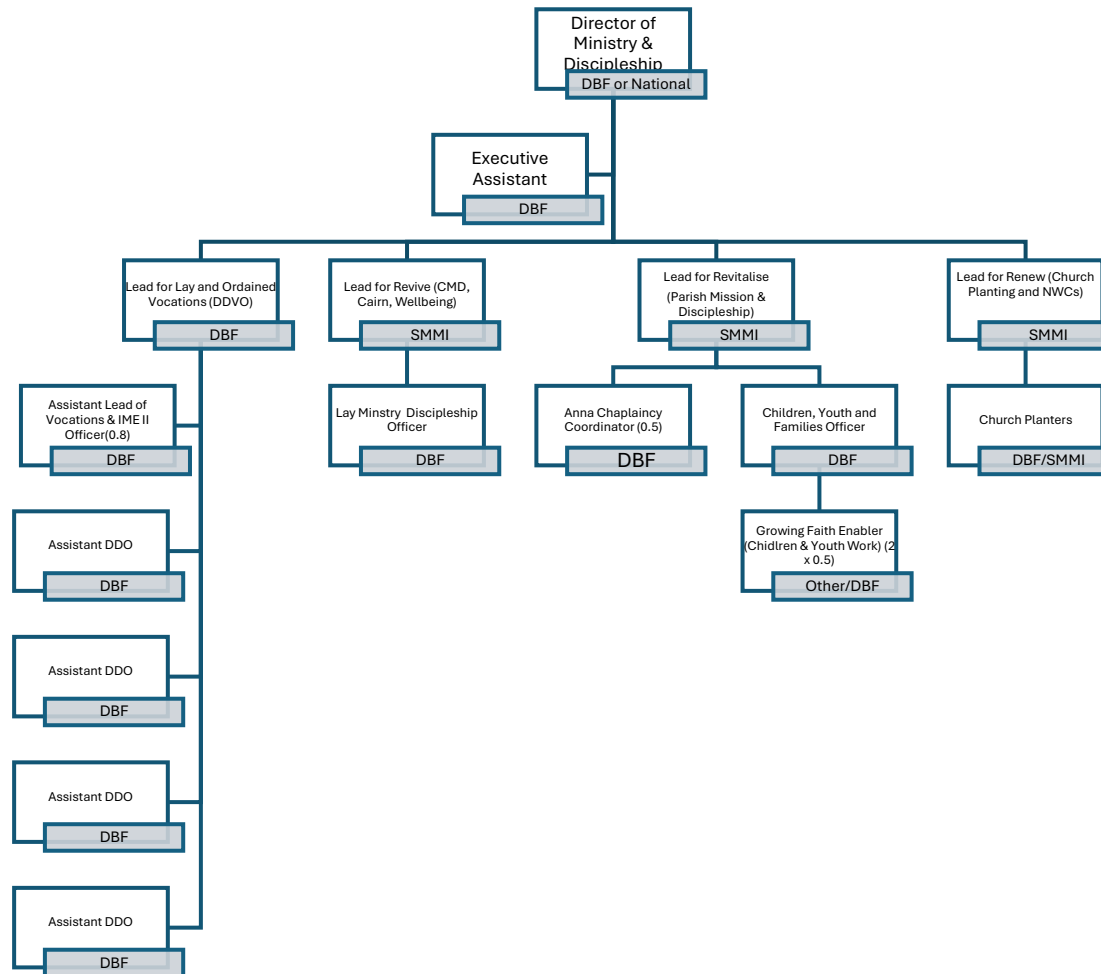 Director of
Ministry &
Discipleship
DBF or National
Executive
Assistant
DBF
Lead for Lay and Ordained
Vocations (DDVO)
DBF
Lead for Revive (CMD,
Cairn, Wellbeing)
SMMI
Lead for Revitalise
(Parish Mission &
Discipleship)
SMMI
Lead for Renew (Church
Planting and NWCs)
SMMI
Assistant Lead of
Vocations & IME II
Officer(0.8)
DBF
Lay Minstry Discipleship
Officer
DBF
Anna Chaplaincy
Coordinator (0.5)
DBF
Children, Youth and
Families Officer
DBF
Church Planters
DBF/SMMI
Assistant DDO
DBF
Growing Faith Enabler
(Chidlren & Youth Work) (2
x 0.5)
Other/DBF
Assistant DDO
DBF
Assistant DDO
DBF
Assistant DDO
DBF